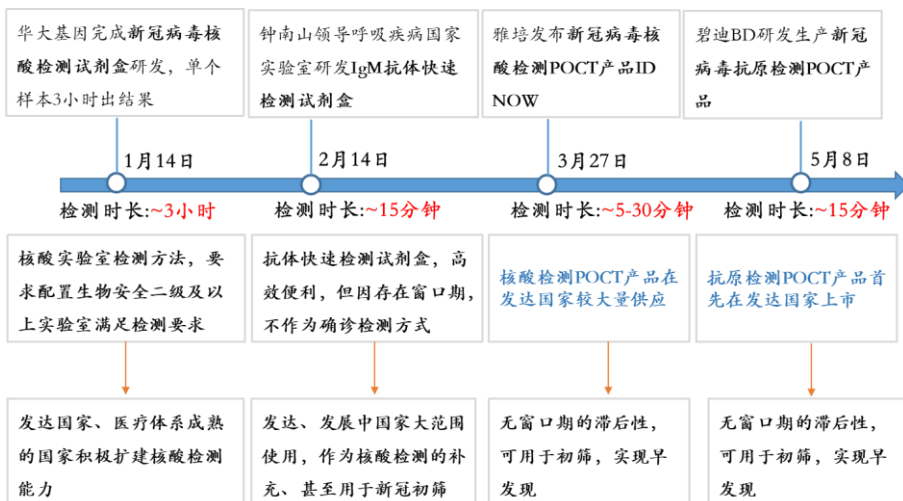 华大基因完成新冠病毒核
酸检测试剂盒研发，单个
样本3小时出结果
钟南山领导呼吸疾病国家
实验室研发IgM抗体快速
检测试剂盒
雅培发布新冠病毒核
酸检测POCT产品ID
NOW
碧迪BD研发生产新冠
病毒抗原检测POCT产
品
1月14日
2月14日
3月27日
5月8日
检测时长:~3小时
检测时长:~15分钟
检测时长:~5-30分钟
检测时长:~15分钟
核酸实验室检测方法，要
求配置生物安全二级及以
上实验室满足检测要求
抗体快速检测试剂盒，高
效便利，但因存在窗口期，
不作为确诊检测方式
核酸检测POCT产品在
发达国家较大量供应
抗原检测POCT产品首
先在发达国家上市
发达国家、医疗体系成熟
的国家积极扩建核酸检测
能力
发达、发展中国家大范围
使用，作为核酸检测的补
充、甚至用于新冠初筛
无窗口期的滞后性，
可用于初筛，实现早
发现
无窗口期的滞后性，
可用于初筛，实现早
发现